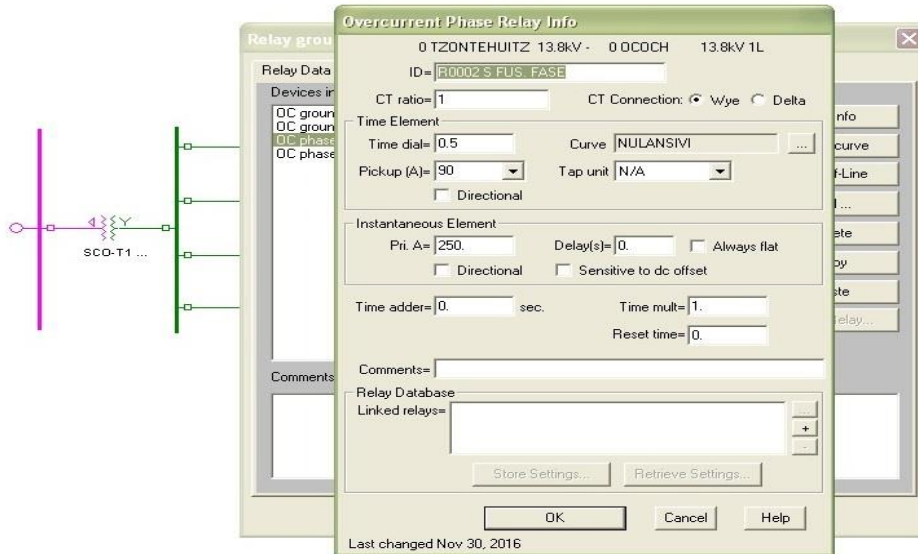 Overcurrent Phase Relay Info
0 TZONTEHUITZ 13.8kV - 0 OCOCH 13.8kV 1L
ID= R0002 S FUS. FASE
CT ratio= 1 CT Connection: Wye Delta
Time Element
Time dial= 0.5 Curve NULANSIVI ...
Pickup (A)= 90 Tap unit N/A
Directional
Instantaneous Element
Pri. A= 250. Delay(s)= 0. Always flat
Directional Sensitive to dc offset
Time adder= 0. sec. Time mult= 1.
Reset time= 0.
Comments=
Relay Database
Linked relays= ...
+
-
Store Settings... Retrieve Settings...
OK Cancel Help
Last changed Nov 30, 2016
Relay grou
Relay Data
Devices in
OC groun
OC groun
OC phase
OC phase
Comments
nfo
curve
f-Line
l ...
ete
py
ste
elay...
SCO-T1 ...